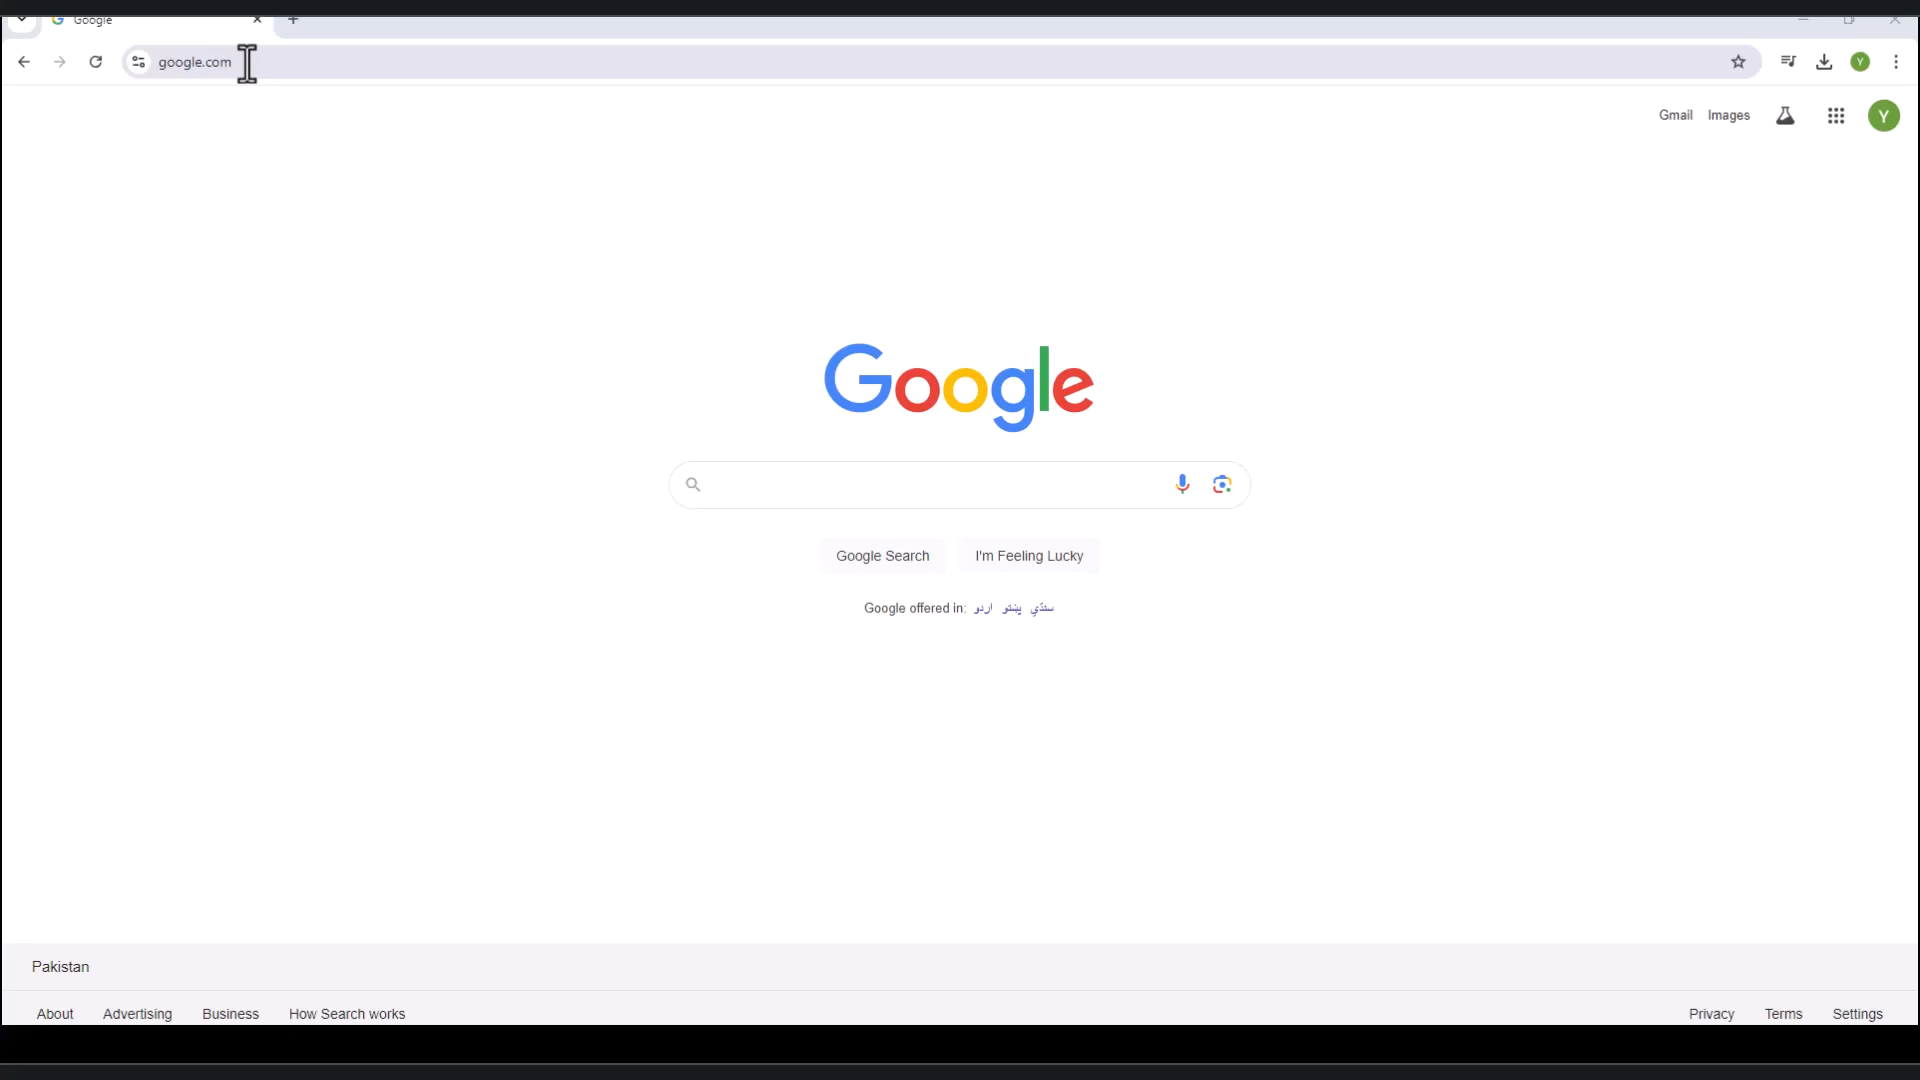 Google
google.com
Y
Gmail Images
Y
Google
Google Search I'm Feeling Lucky
Google offered in: اردو پښتو سنڌي
Pakistan
About Advertising Business How Search works
Privacy Terms Settings